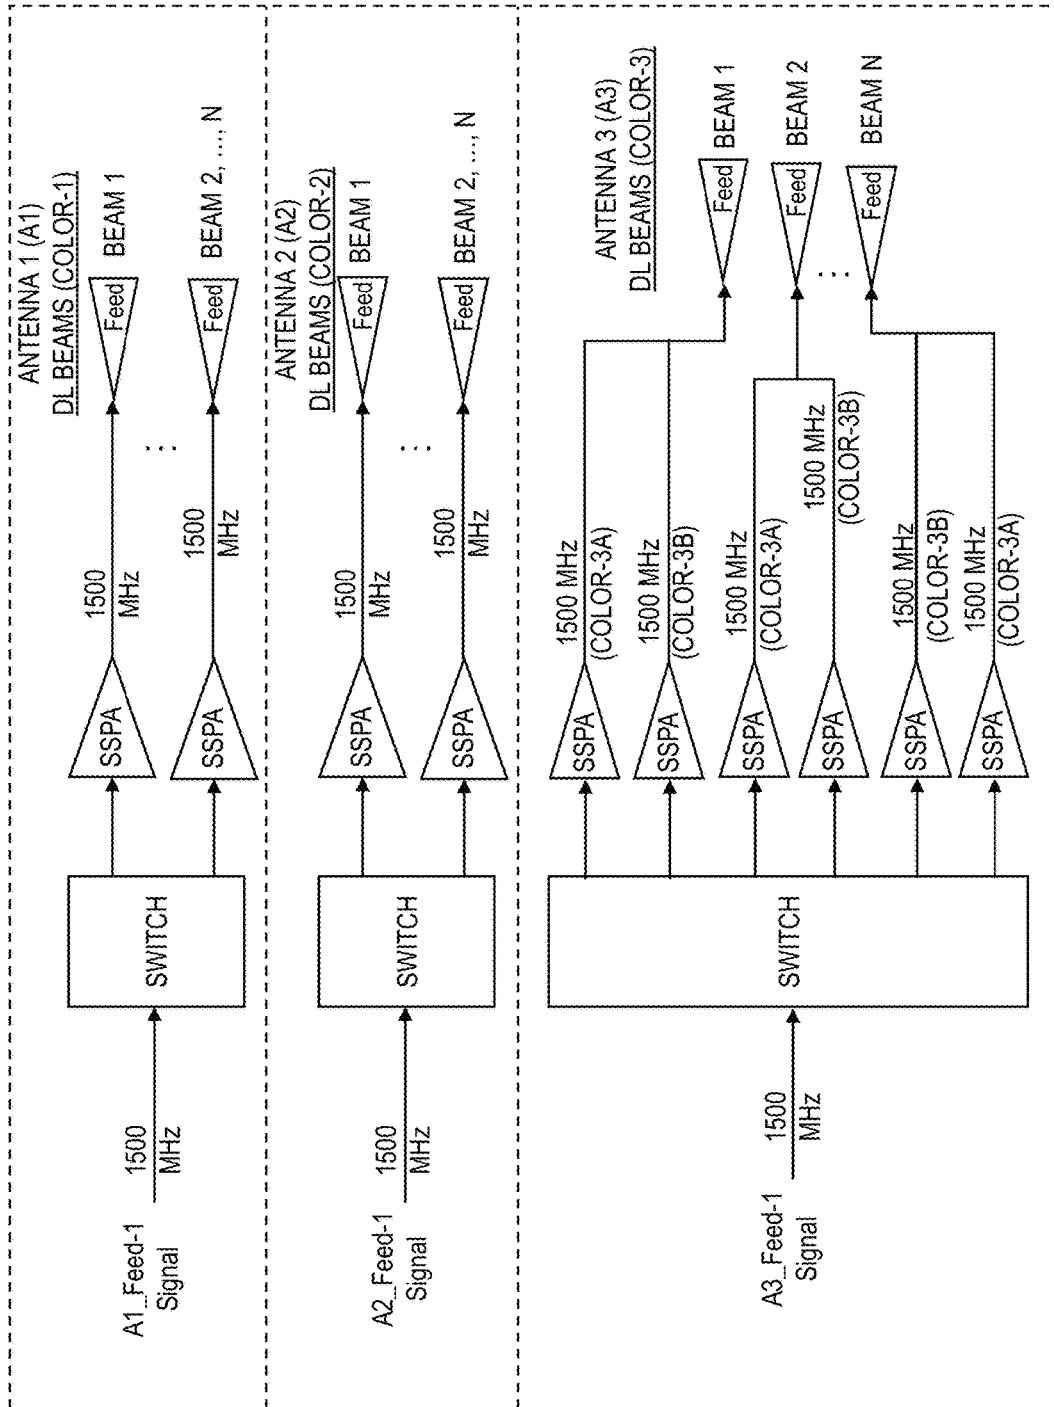 A1_Feed-1
Signal
1500
MHz
SWITCH
SSPA
SSPA
1500
MHz
1500
MHz
...
ANTENNA 1 (A1)
DL BEAMS (COLOR-1)
Feed
BEAM 1
Feed
BEAM 2, ..., N
A2_Feed-1
Signal
1500
MHz
SWITCH
SSPA
SSPA
1500
MHz
1500
MHz
...
ANTENNA 2 (A2)
DL BEAMS (COLOR-2)
Feed
BEAM 1
Feed
BEAM 2, ..., N
A3_Feed-1
Signal
1500
MHz
SWITCH
SSPA
SSPA
SSPA
SSPA
SSPA
SSPA
1500 MHz
(COLOR-3A)
1500 MHz
(COLOR-3B)
1500 MHz
(COLOR-3A)
1500 MHz
(COLOR-3B)
1500 MHz
(COLOR-3B)
1500 MHz
(COLOR-3A)
ANTENNA 3 (A3)
DL BEAMS (COLOR-3)
Feed
BEAM 1
Feed
BEAM 2
...
Feed
BEAM N